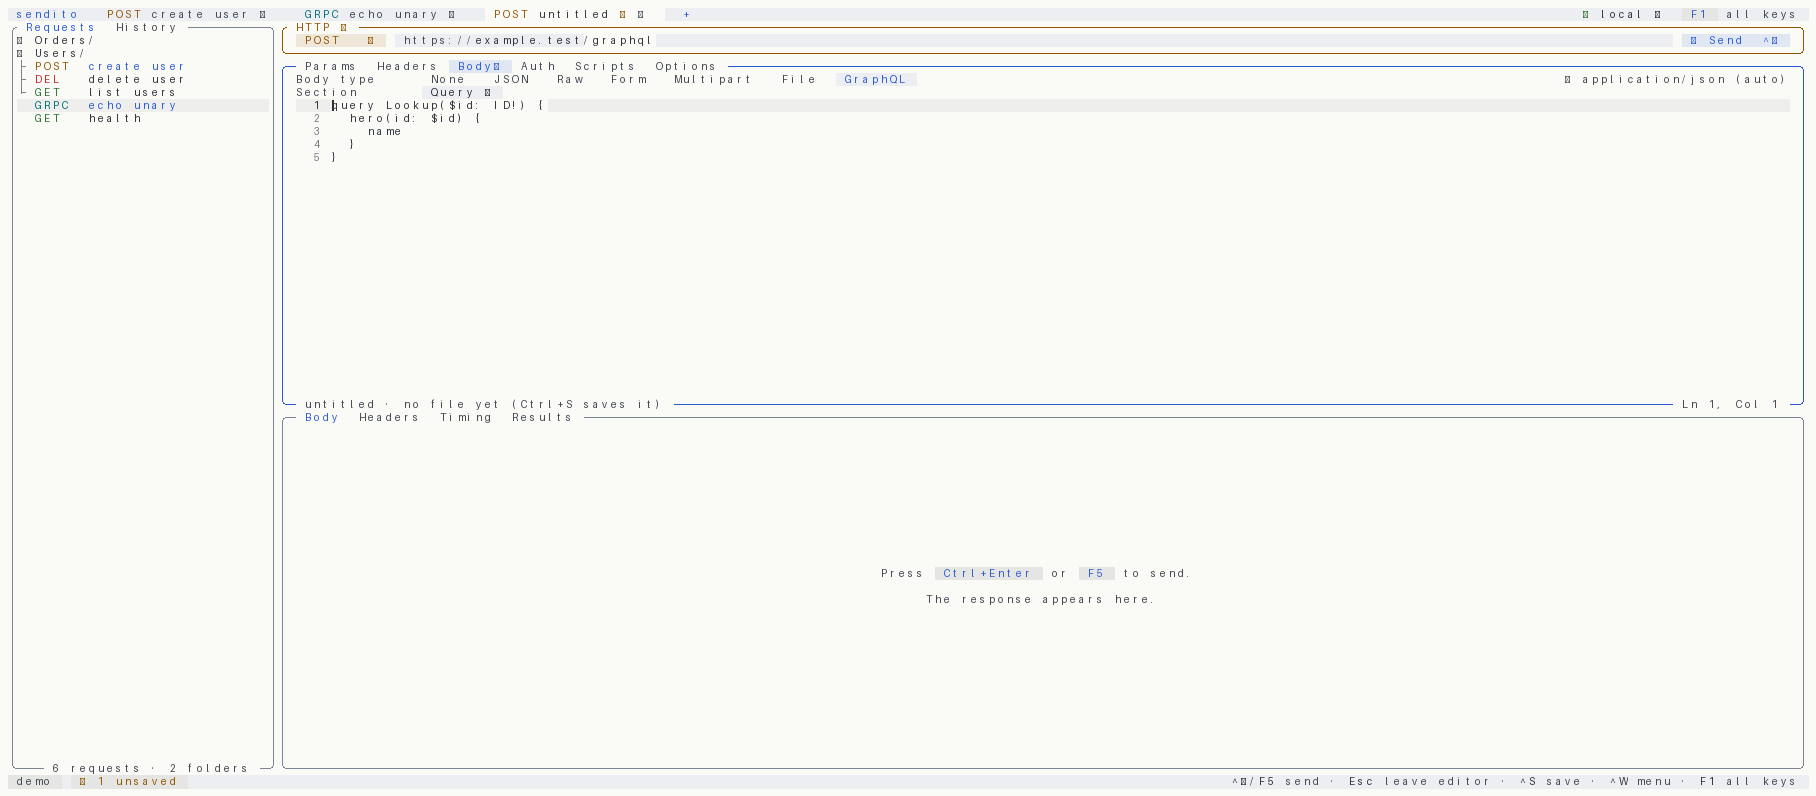 sendito POST create user GRPC echo unary POST untitled + local F1 all keys
Requests History
HTTP
Orders/
POST https://example.test/graphql Send ^
Users/
POST create user
Params Headers Body Auth Scripts Options
DEL delete user
Body type None JSON Raw Form Multipart File GraphQL application/json (auto)
GET list users
Section Query
GRPC echo unary
1 query Lookup($id: ID!) {
GET health
2 hero(id: $id) {
3 name
4 }
5 }
untitled · no file yet (Ctrl+S saves it) Ln 1, Col 1
Body Headers Timing Results
Press Ctrl+Enter or F5 to send.
The response appears here.
6 requests · 2 folders
demo 1 unsaved ^/F5 send · Esc leave editor · ^S save · ^W menu · F1 all keys